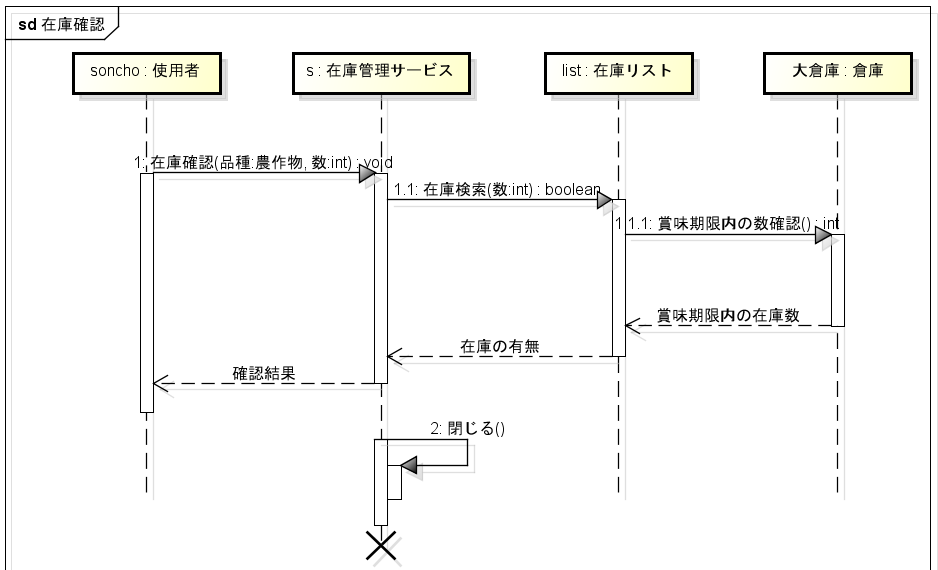 sd 在庫確認
soncho : 使用者
s : 在庫管理サービス
list : 在庫リスト
大倉庫 : 倉庫
1: 在庫確認(品種:農作物, 数:int) : void
1.1: 在庫検索(数:int) : boolean
1.1.1: 賞味期限内の数確認() : int
賞味期限内の在庫数
在庫の有無
確認結果
2: 閉じる()